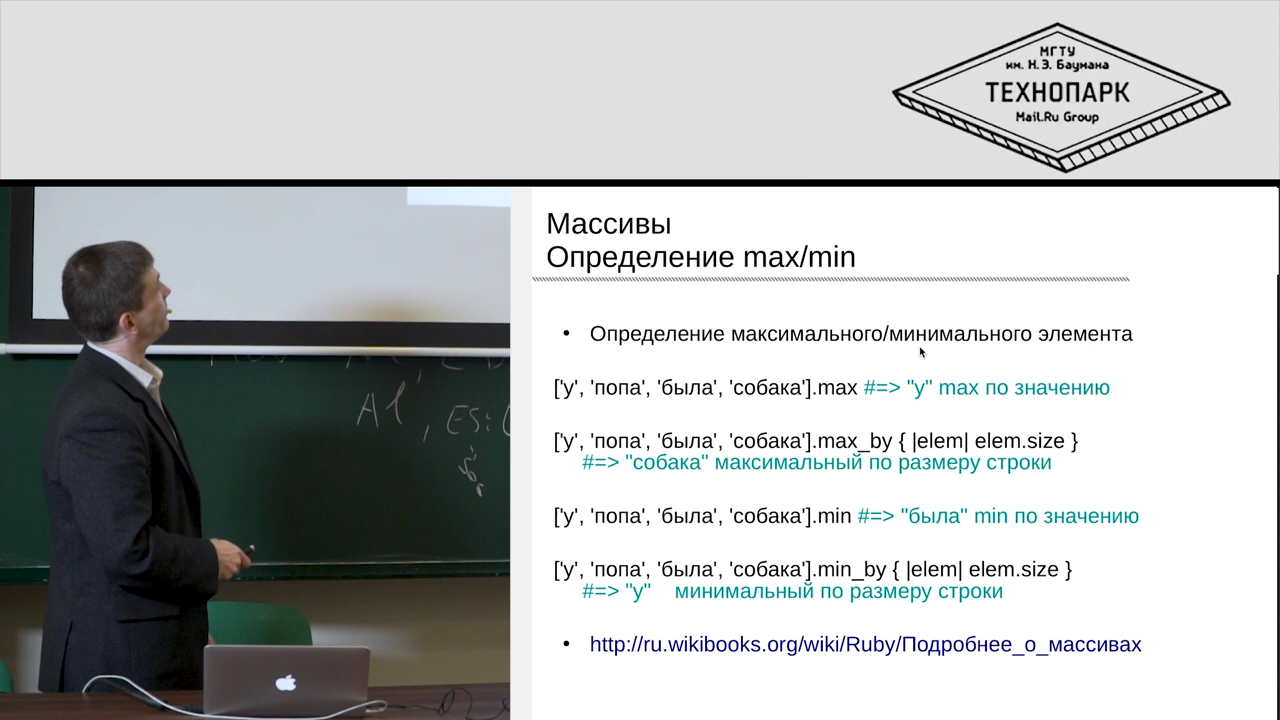 МГТУ
им. Н.Э. Баумана
ТЕХНОПАРК
Mail.Ru Group
Массивы
Определение max/min
• Определение максимального/минимального элемента
['у', 'попа', 'была', 'собака'].max #=> "у" max по значению
['у', 'попа', 'была', 'собака'].max_by { |elem| elem.size }
#=> "собака" максимальный по размеру строки
['у', 'попа', 'была', 'собака'].min #=> "была" min по значению
['у', 'попа', 'была', 'собака'].min_by { |elem| elem.size }
#=> "у" минимальный по размеру строки
• http://ru.wikibooks.org/wiki/Ruby/Подробнее_о_массивах